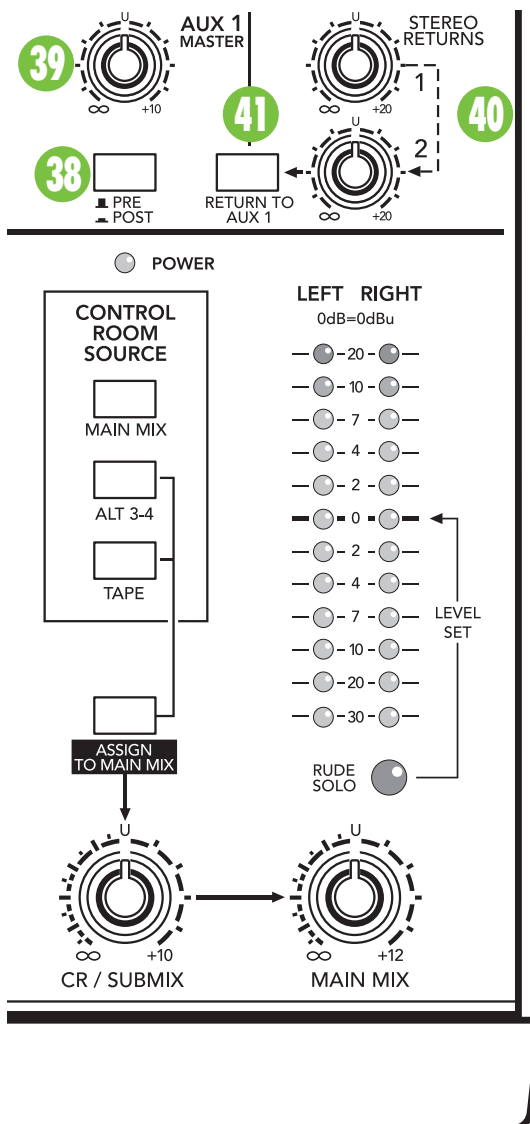 U
AUX 1
MASTER
39
∞
+10
STEREO
RETURNS
1
40
∞
+20
41
U
2
∞
+20
38
PRE
POST
RETURN TO
AUX 1
POWER
CONTROL
ROOM
SOURCE
MAIN MIX
ALT 3-4
TAPE
ASSIGN
TO MAIN MIX
LEFT RIGHT
0dB=0dBu
20
10
7
4
2
0
2
4
7
10
20
30
LEVEL
SET
RUDE
SOLO
U
∞
+10
CR / SUBMIX
U
∞
+12
MAIN MIX